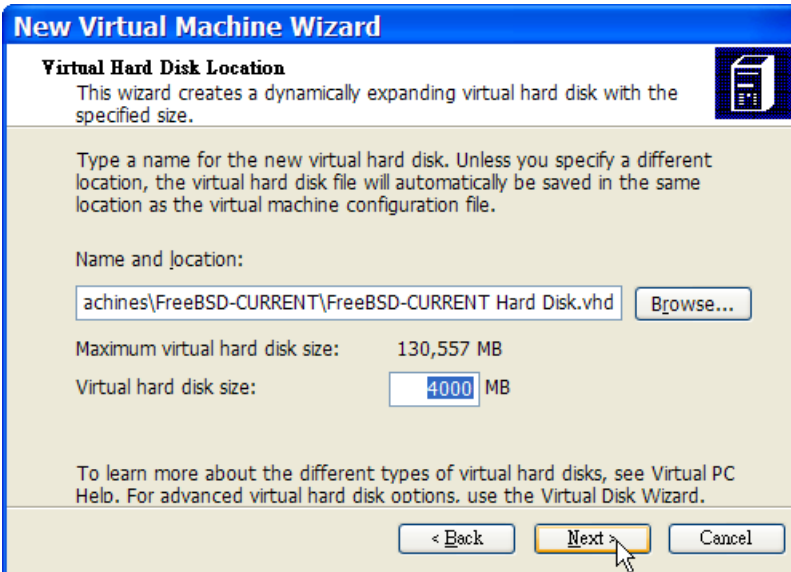 New Virtual Machine Wizard
Virtual Hard Disk Location
This wizard creates a dynamically expanding virtual hard disk with the
specified size.
Type a name for the new virtual hard disk. Unless you specify a different
location, the virtual hard disk file will automatically be saved in the same
location as the virtual machine configuration file.
Name and location:
achines\FreeBSD-CURRENT\FreeBSD-CURRENT Hard Disk.vhd Browse...
Maximum virtual hard disk size: 130,557 MB
Virtual hard disk size: 4000 MB
To learn more about the different types of virtual hard disks, see Virtual PC
Help. For advanced virtual hard disk options, use the Virtual Disk Wizard.
< Back Next > Cancel